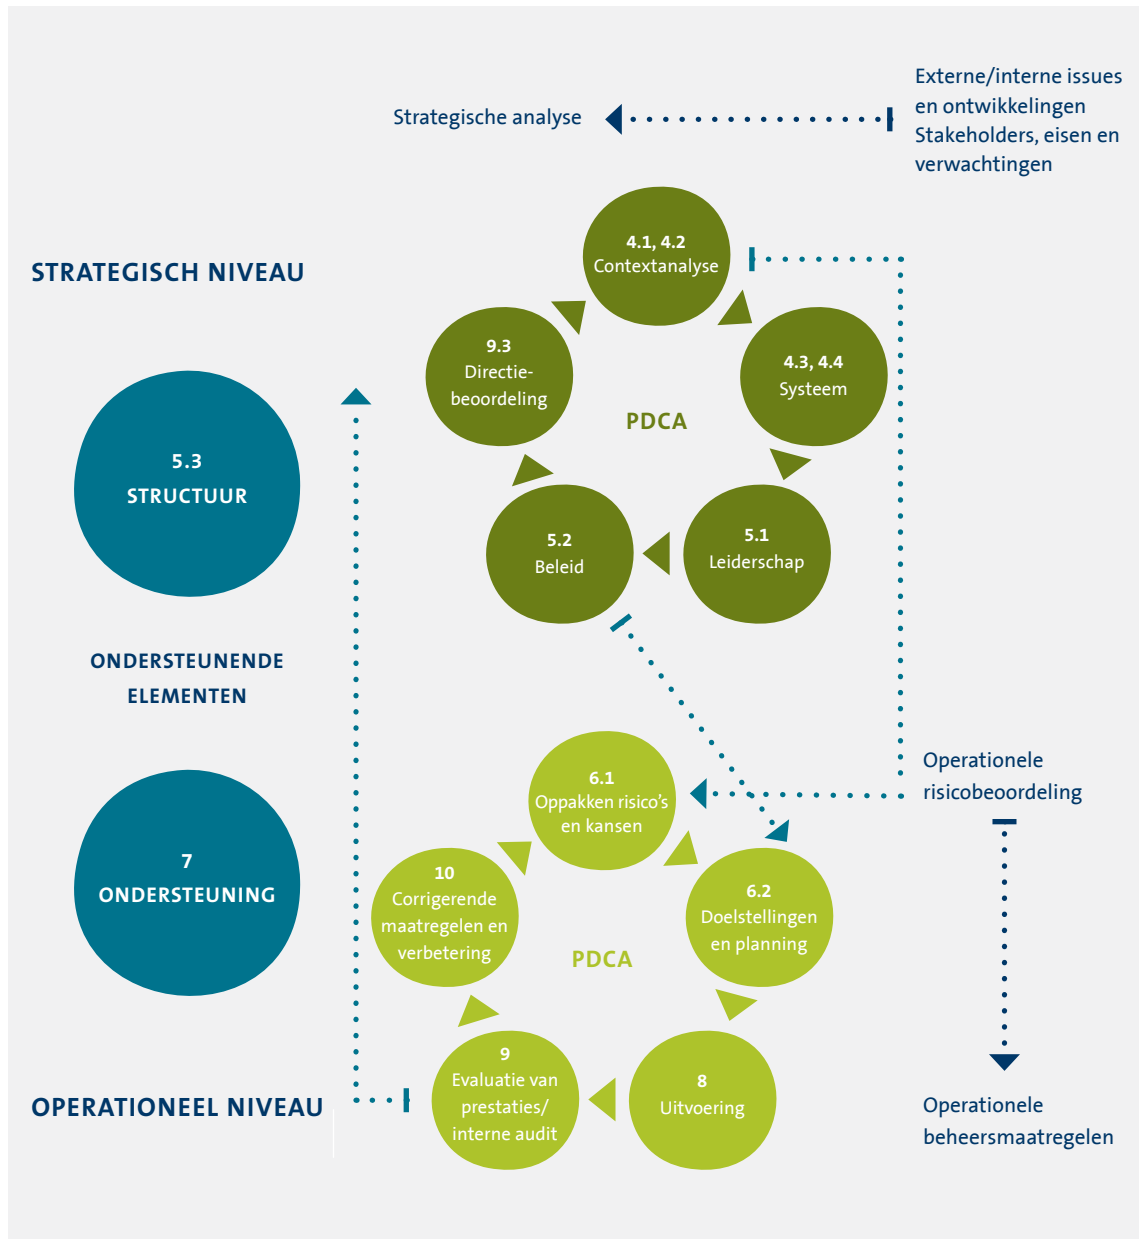 Externe/interne issues
en ontwikkelingen
Stakeholders, eisen en
verwachtingen
Strategische analyse
STRATEGISCH NIVEAU
4.1, 4.2
Contextanalyse
9.3
Directie-
beoordeling
4.3, 4.4
Systeem
PDCA
5.3
STRUCTUUR
5.2
Beleid
5.1
Leiderschap
ONDERSTEUNENDE
ELEMENTEN
6.1
Oppakken risico's
en kansen
Operationele
risicobeoordeling
7
ONDERSTEUNING
10
Corrigerende
maatregelen en
verbetering
6.2
Doelstellingen
en planning
PDCA
9
Evaluatie van
prestaties/
interne audit
8
Uitvoering
OPERATIONEEL NIVEAU
Operationele
beheersmaatregelen